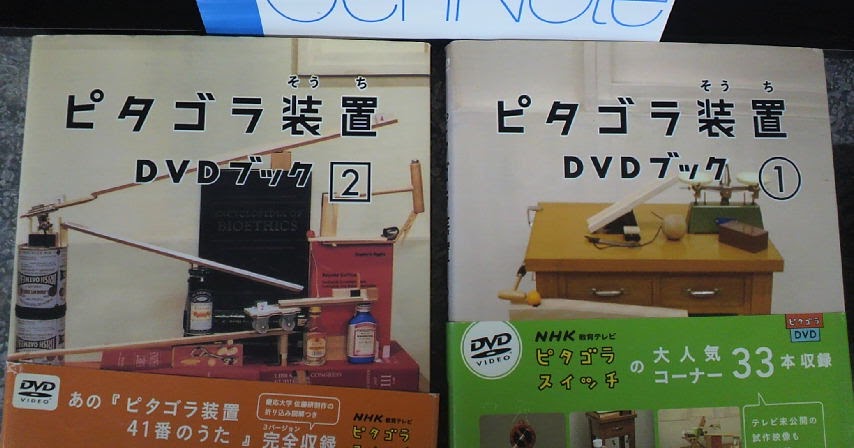 そうち
ピタゴラ装置
DVDブック 2
ENCYCLOPEDIA OF
BIOETHICS
DVD
VIDEO
あの『ピタゴラ装置
41番のうた』
慶応大学 佐藤研制作の
折り込み図解つき
3バージョン
完全収録
NHK 教育テレビ
ピタゴラ
そうち
ピタゴラ装置
DVDブック ①
DVD
VIDEO
NHK 教育テレビ
ピタゴラ
スイッチ
の
大人気
コーナー
33本収録
ピタゴラ
DVD
テレビ未公開の
試作映像も